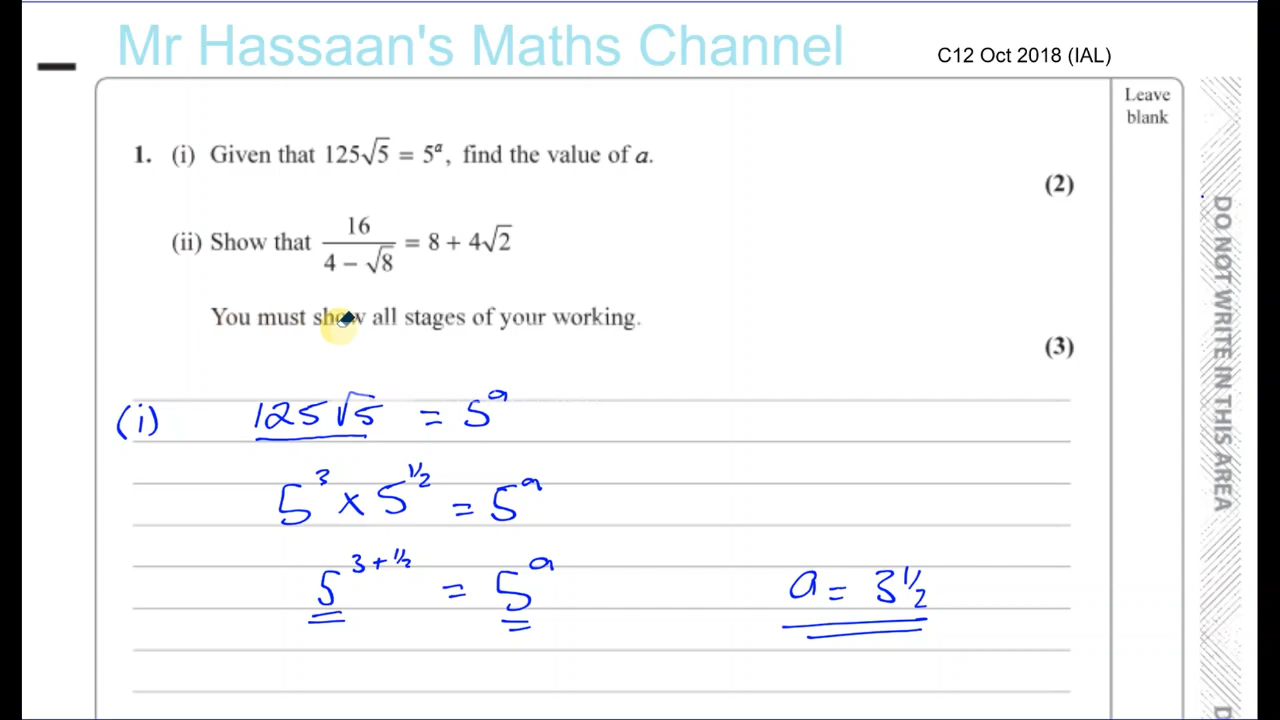 Mr Hassaan's Maths Channel
C12 Oct 2018 (IAL)
Leave
blank
1. (i) Given that 125√5 = 5ᵃ, find the value of a.
(2)
(ii) Show that 16/(4 − √8) = 8 + 4√2
You must show all stages of your working.
(3)
(i) 125√5 = 5ᵃ
5³ × 5^½ = 5ᵃ
5^(3+½) = 5ᵃ
a = 3½
DO NOT WRITE IN THIS AREA
D